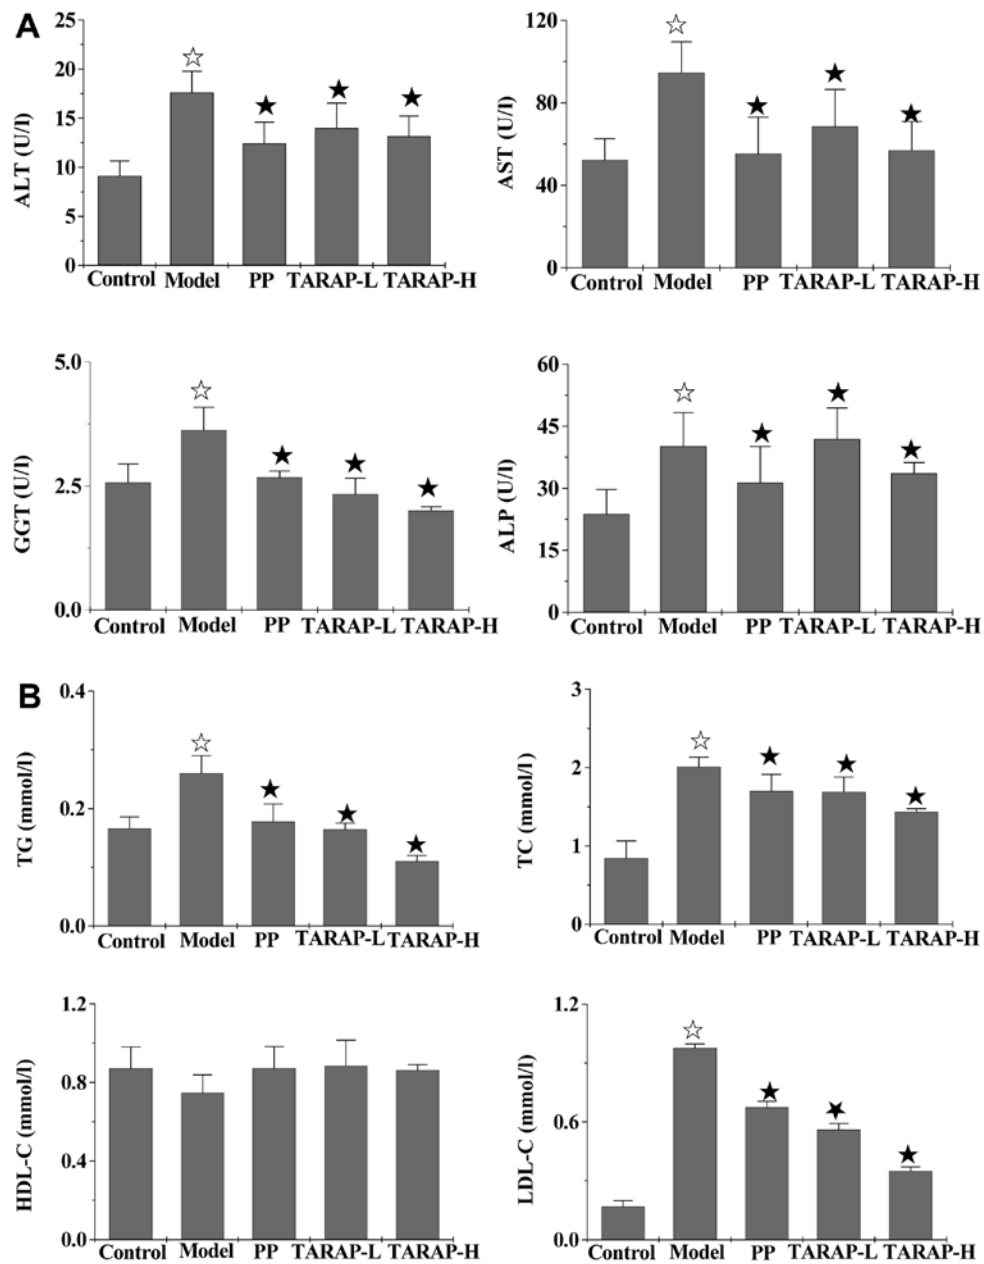 A
ALT (U/l)
25
20
15
10
5
0
Control Model PP TARAP-L TARAP-H
AST (U/l)
120
80
40
0
Control Model PP TARAP-L TARAP-H
GGT (U/l)
5.0
2.5
0.0
Control Model PP TARAP-L TARAP-H
ALP (U/l)
60
45
30
15
0
Control Model PP TARAP-L TARAP-H
B
TG (mmol/l)
0.4
0.2
0.0
Control Model PP TARAP-L TARAP-H
TC (mmol/l)
3
2
1
0
Control Model PP TARAP-L TARAP-H
HDL-C (mmol/l)
1.2
0.8
0.4
0.0
Control Model PP TARAP-L TARAP-H
LDL-C (mmol/l)
1.2
0.6
0.0
Control Model PP TARAP-L TARAP-H